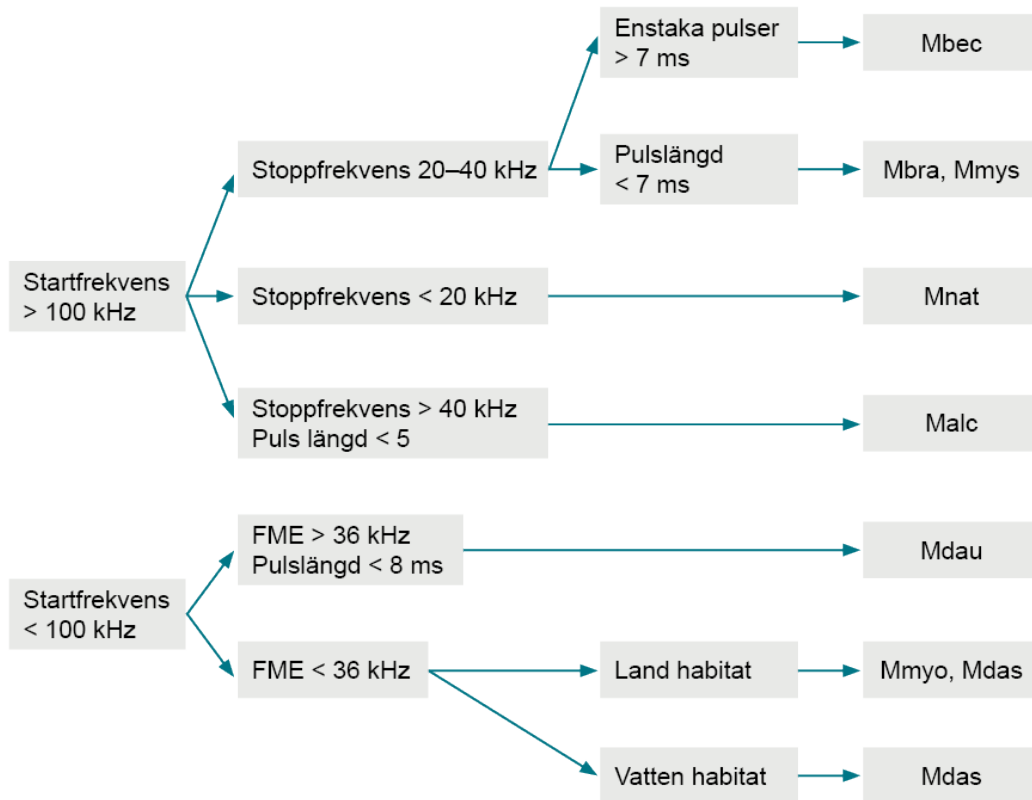 Enstaka pulser
> 7 ms
Mbec
Stoppfrekvens 20–40 kHz
Pulslängd
< 7 ms
Mbra, Mmys
Startfrekvens
> 100 kHz
Stoppfrekvens < 20 kHz
Mnat
Stoppfrekvens > 40 kHz
Puls längd < 5
Malc
FME > 36 kHz
Pulslängd < 8 ms
Mdau
Startfrekvens
< 100 kHz
FME < 36 kHz
Land habitat
Mmyo, Mdas
Vatten habitat
Mdas